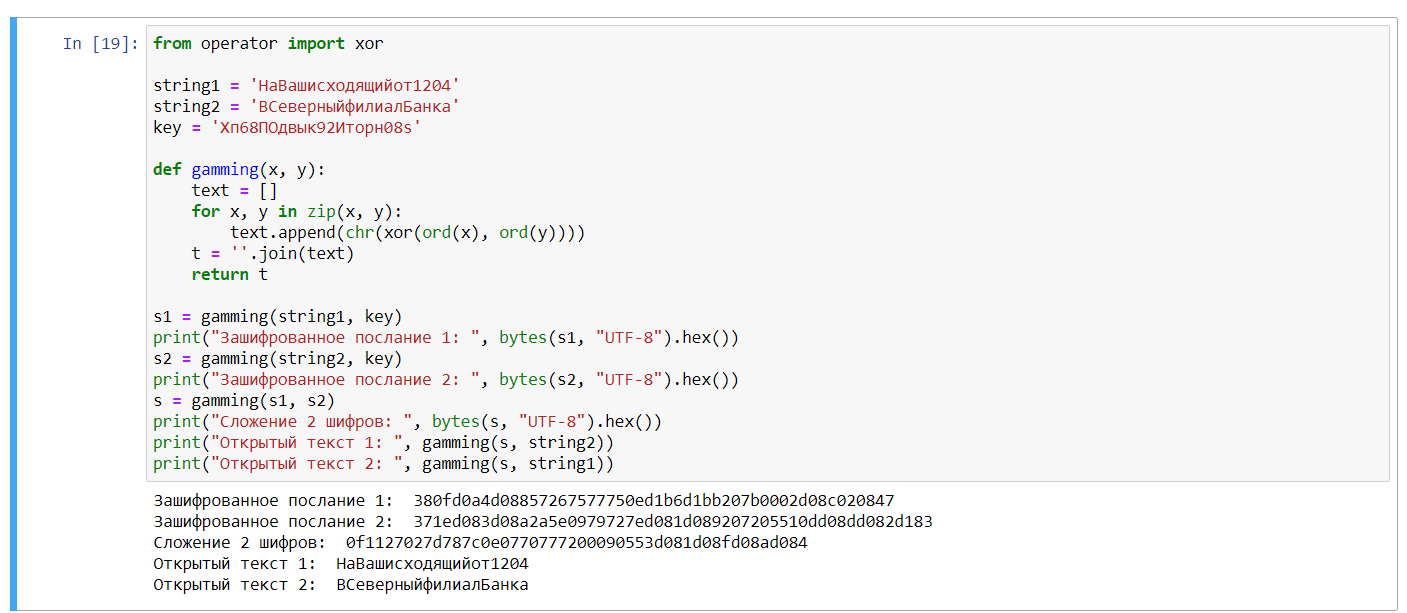 In [19]: from operator import xor
string1 = 'НаВашисходящийот1204'
string2 = 'ВСеверныйфилиалБанка'
key = 'Хп68ПОдвык92Иторн08s'
def gamming(x, y):
text = []
for x, y in zip(x, y):
text.append(chr(xor(ord(x), ord(y))))
t = ''.join(text)
return t
s1 = gamming(string1, key)
print("Зашифрованное послание 1: ", bytes(s1, "UTF-8").hex())
s2 = gamming(string2, key)
print("Зашифрованное послание 2: ", bytes(s2, "UTF-8").hex())
s = gamming(s1, s2)
print("Сложение 2 шифров: ", bytes(s, "UTF-8").hex())
print("Открытый текст 1: ", gamming(s, string2))
print("Открытый текст 2: ", gamming(s, string1))
Зашифрованное послание 1:  380fd0a4d08857267577750ed1b6d1bb207b0002d08c020847
Зашифрованное послание 2:  371ed083d08a2a5e0979727ed081d089207205510dd08dd082d183
Сложение 2 шифров:  0f1127027d787c0e0770777200090553d081d08fd08ad084
Открытый текст 1:  НаВашисходящийот1204
Открытый текст 2:  ВСеверныйфилиалБанка